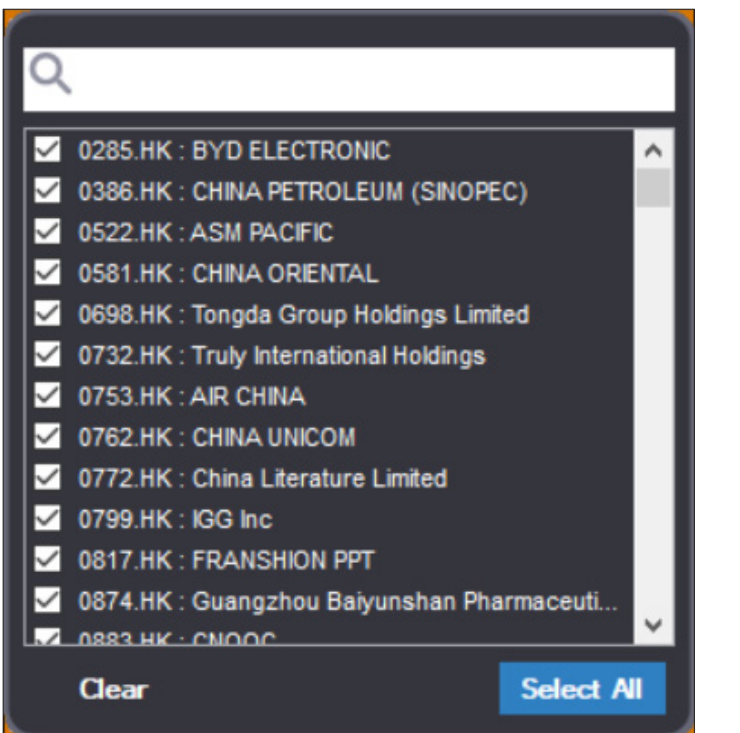 0285.HK : BYD ELECTRONIC
0386.HK : CHINA PETROLEUM (SINOPEC)
0522.HK : ASM PACIFIC
0581.HK : CHINA ORIENTAL
0698.HK : Tongda Group Holdings Limited
0732.HK : Truly International Holdings
0753.HK : AIR CHINA
0762.HK : CHINA UNICOM
0772.HK : China Literature Limited
0799.HK : IGG Inc
0817.HK : FRANSHION PPT
0874.HK : Guangzhou Baiyunshan Pharmaceuti...
0883.HK : CNOOC
Clear Select All